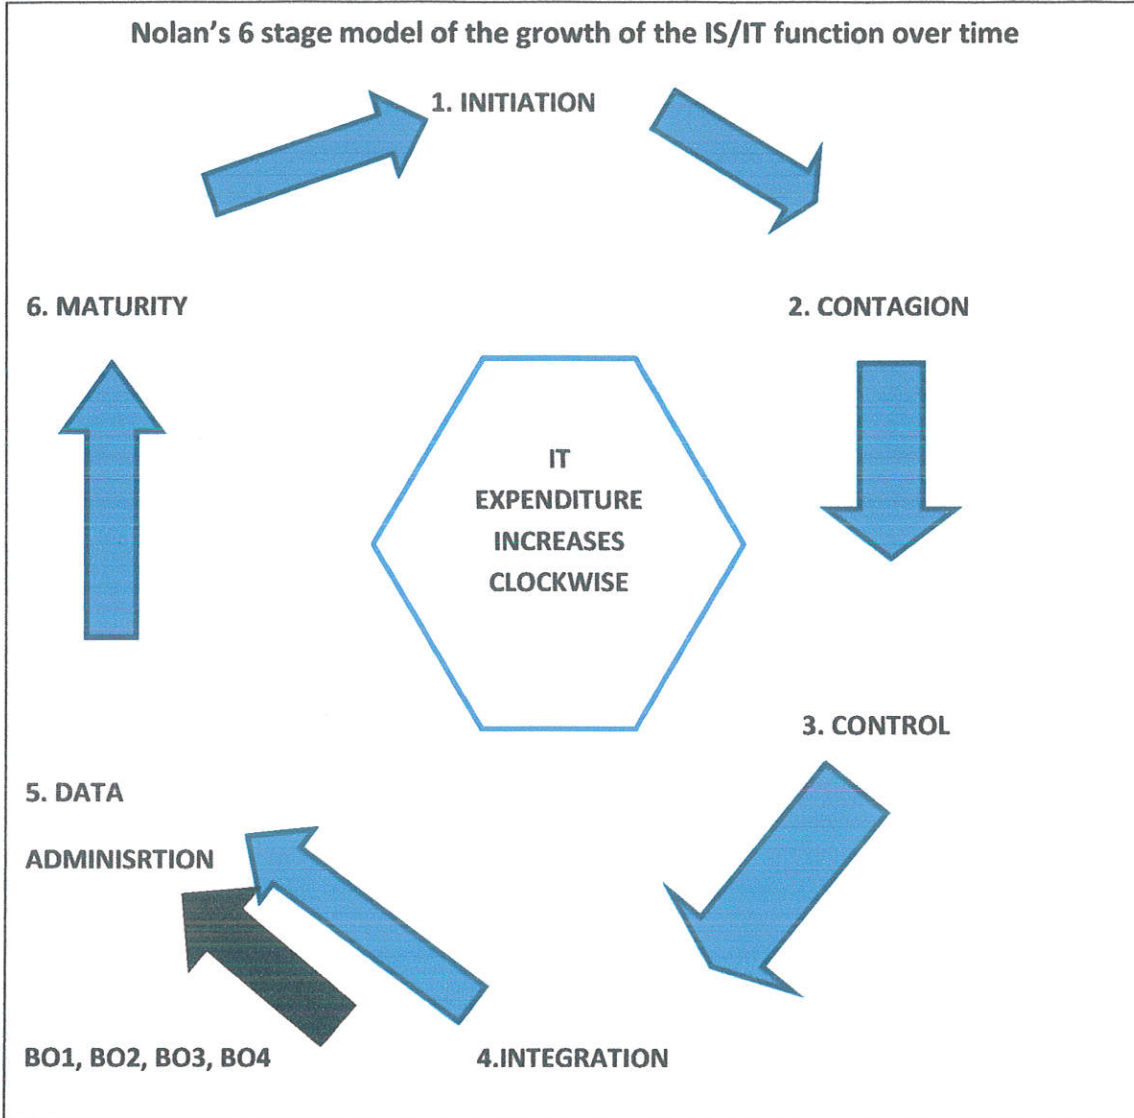 Nolan's 6 stage model of the growth of the IS/IT function over time
1. INITIATION
2. CONTAGION
3. CONTROL
4.INTEGRATION
5. DATA
ADMINISRTION
6. MATURITY
IT
EXPENDITURE
INCREASES
CLOCKWISE
BO1, BO2, BO3, BO4